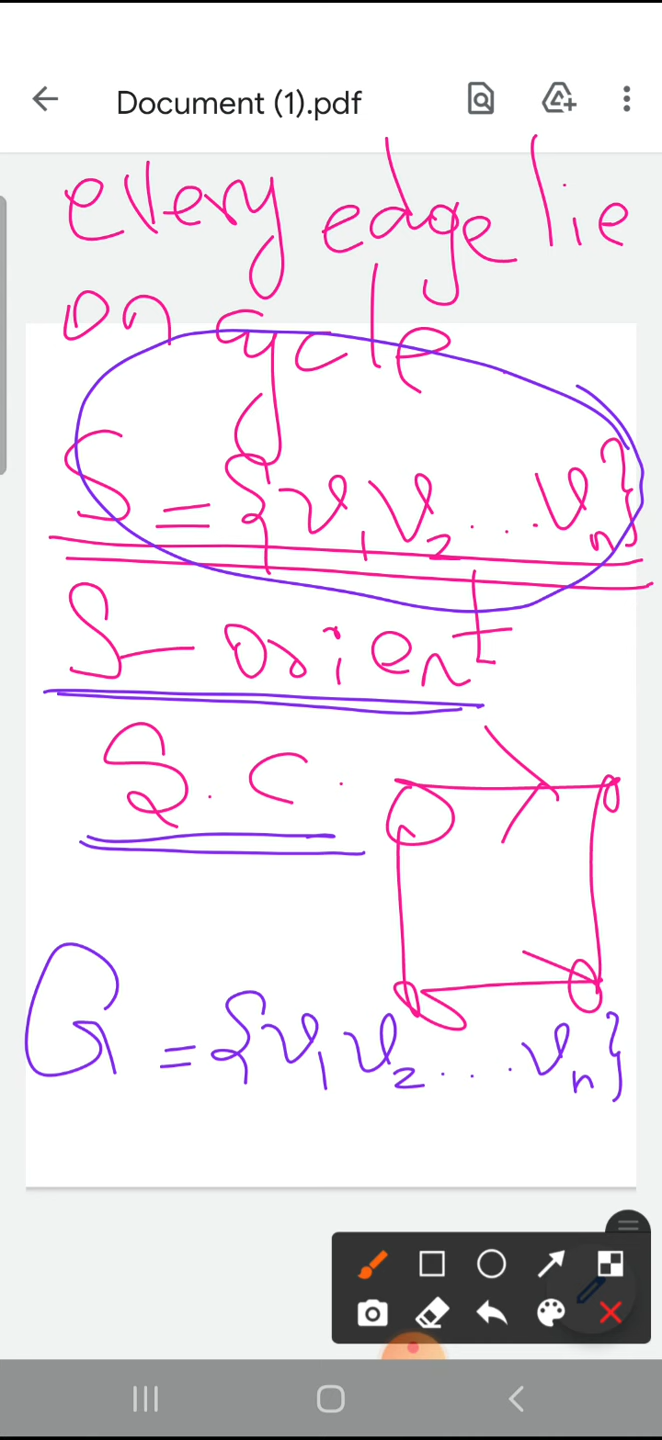 Document (1).pdf
every edge lie
on cycle
S = {v₁ v₂ ... vₙ}
S orient
S.C.
G = {v₁ v₂ ... vₙ}